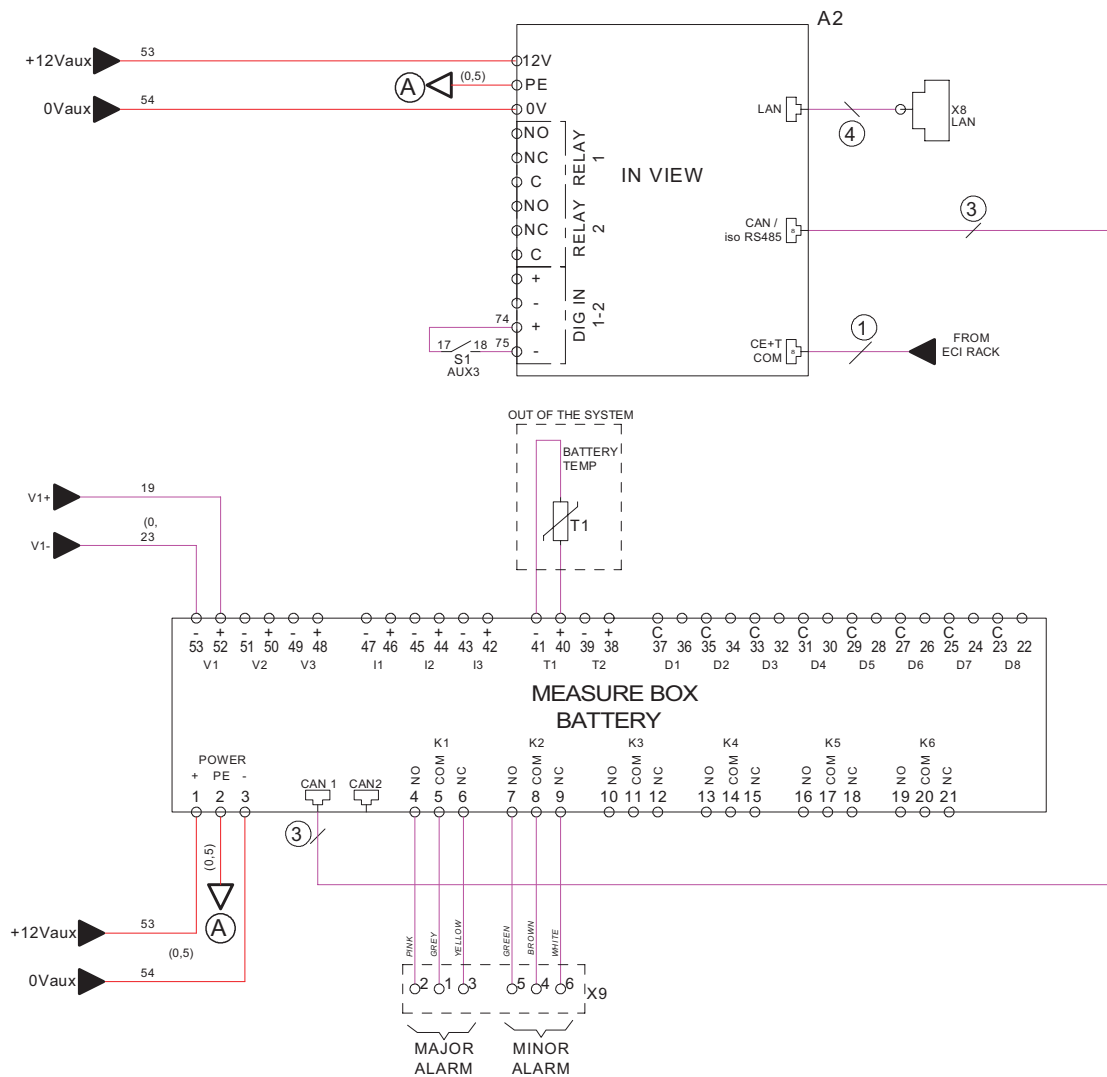 A2
+12Vaux 53 12V
A (0,5) PE
0Vaux 54 0V
NO
NC
C
RELAY 1
NO
NC
C
RELAY 2
+
-
74 +
75 -
DIG IN 1-2
17 18
S1
AUX3
IN VIEW
LAN
4
X8
LAN
CAN /
iso RS485
8
3
CE+T
COM
8
1
FROM
ECI RACK
OUT OF THE SYSTEM
BATTERY
TEMP
T1
V1+ 19
(0,
V1- 23
- + - + - + - + - + - + - + - + C C C C C C C C
53 52 51 50 49 48 47 46 45 44 43 42 41 40 39 38 37 36 35 34 33 32 31 30 29 28 27 26 25 24 23 22
V1 V2 V3 I1 I2 I3 T1 T2 D1 D2 D3 D4 D5 D6 D7 D8
MEASURE BOX
BATTERY
POWER
+ PE -
1 2 3
CAN 1 CAN2
K1 K2 K3 K4 K5 K6
NO COM NC NO COM NC NO COM NC NO COM NC NO COM NC NO COM NC
4 5 6 7 8 9 10 11 12 13 14 15 16 17 18 19 20 21
3
(0,5)
A
+12Vaux 53
(0,5)
0Vaux 54
PINK GREY YELLOW GREEN BROWN WHITE
2 1 3 5 4 6 X9
MAJOR
ALARM
MINOR
ALARM